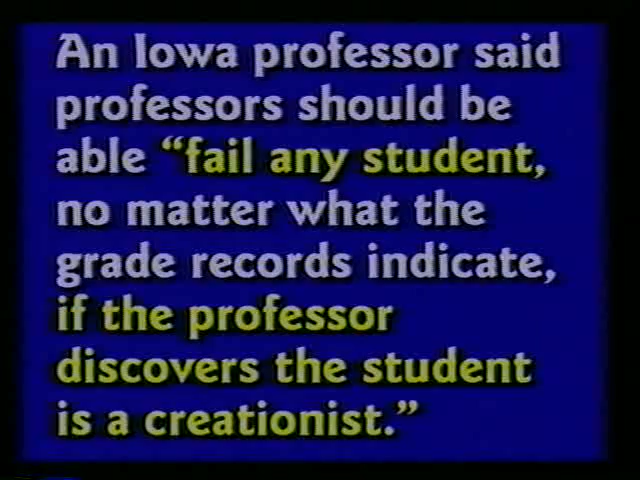 An Iowa professor said
professors should be
able “fail any student,
no matter what the
grade records indicate,
if the professor
discovers the student
is a creationist.”